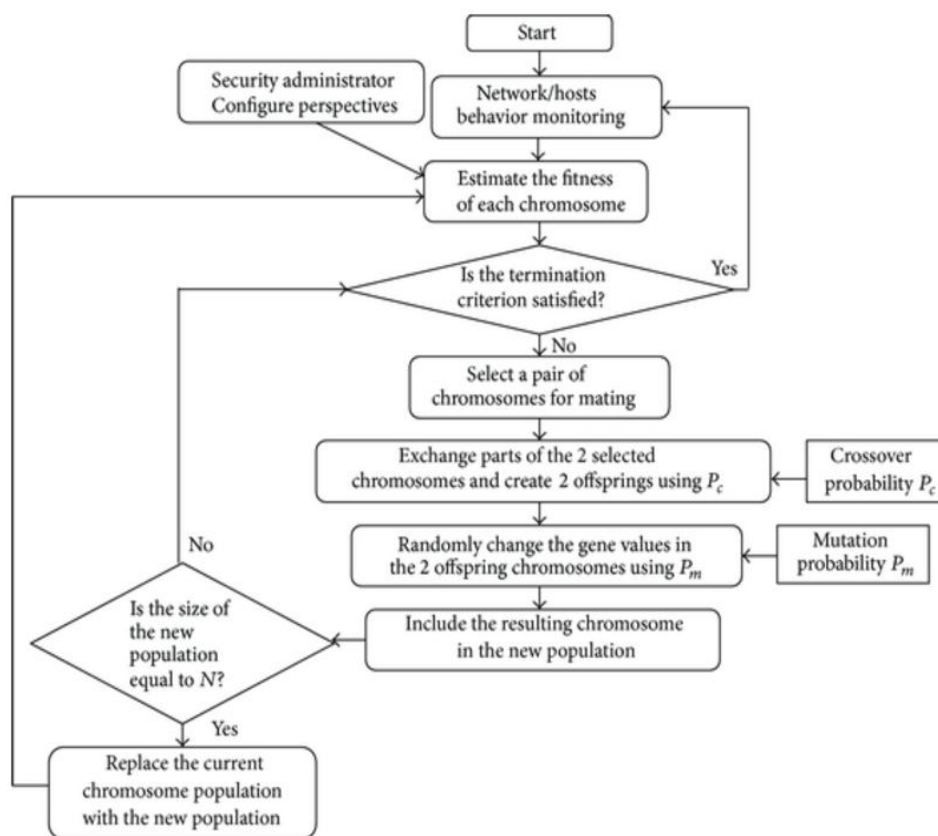 Start
Security administrator
Configure perspectives
Network/hosts
behavior monitoring
Estimate the fitness
of each chromosome
Is the termination
criterion satisfied?
Yes
No
Select a pair of
chromosomes for mating
Exchange parts of the 2 selected
chromosomes and create 2 offsprings using Pc
Crossover
probability Pc
Randomly change the gene values in
the 2 offspring chromosomes using Pm
Mutation
probability Pm
Include the resulting chromosome
in the new population
No
Is the size of
the new
population
equal to N?
Yes
Replace the current
chromosome population
with the new population